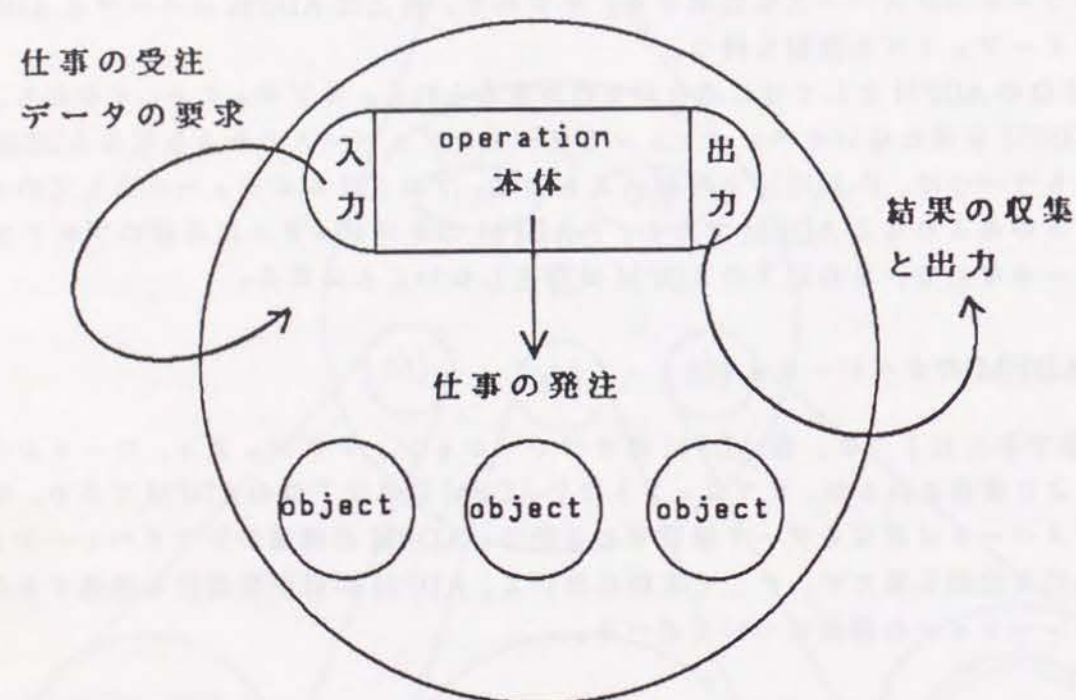 仕事の受注
データの要求
入力
operation
本体
出力
結果の収集
と出力
仕事の発注
object
object
object